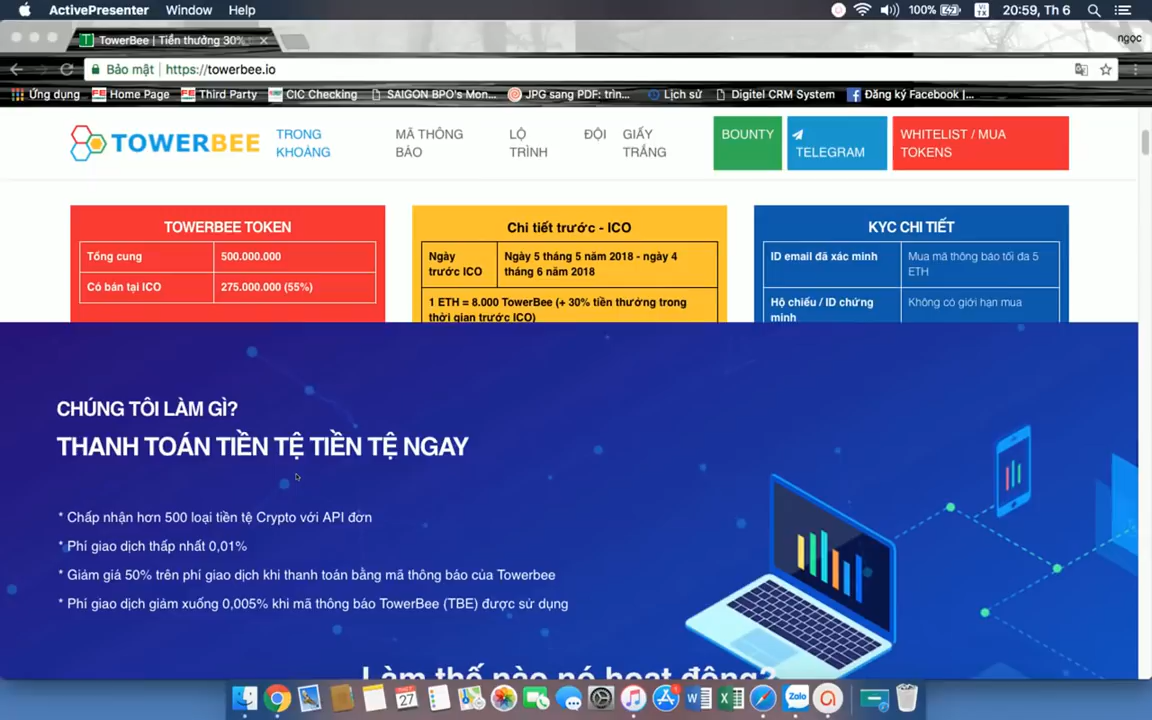 ActivePresenter Window Help
100% 20:59, Th 6
TowerBee | Tiền thưởng 30%
ngọc
Bảo mật | https://towerbee.io
Ứng dụng Home Page Third Party CIC Checking SAIGON BPO's Mon... JPG sang PDF: trìn... Lịch sử Digitel CRM System Đăng ký Facebook |...
TOWERBEE
TRONG
KHOẢNG
MÃ THÔNG
BÁO
LỘ
TRÌNH
ĐỘI
GIẤY
TRẮNG
BOUNTY
TELEGRAM
WHITELIST / MUA
TOKENS
TOWERBEE TOKEN
Tổng cung 500.000.000
Có bán tại ICO 275.000.000 (55%)
Chi tiết trước - ICO
Ngày
trước ICO
Ngày 5 tháng 5 năm 2018 - ngày 4
tháng 6 năm 2018
1 ETH = 8.000 TowerBee (+ 30% tiền thưởng trong
thời gian trước ICO)
KYC CHI TIẾT
ID email đã xác minh
Mua mã thông báo tối đa 5
ETH
Hộ chiếu / ID chứng
minh
Không có giới hạn mua
CHÚNG TÔI LÀM GÌ?
THANH TOÁN TIỀN TỆ TIỀN TỆ NGAY
* Chấp nhận hơn 500 loại tiền tệ Crypto với API đơn
* Phí giao dịch thấp nhất 0,01%
* Giảm giá 50% trên phí giao dịch khi thanh toán bằng mã thông báo của Towerbee
* Phí giao dịch giảm xuống 0,005% khi mã thông báo TowerBee (TBE) được sử dụng
Làm thế nào nó hoạt động?
27
Zalo